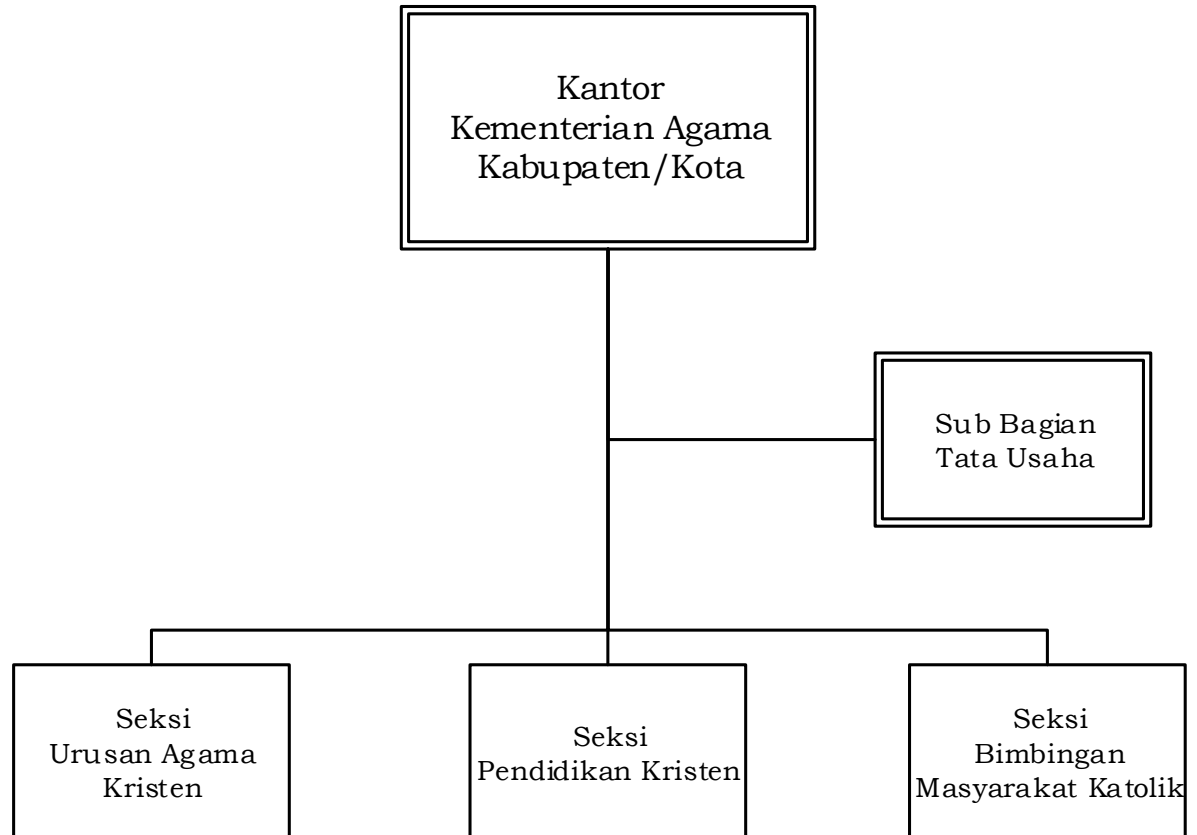 Kantor
Kementerian Agama
Kabupaten/Kota
Sub Bagian
Tata Usaha
Seksi
Urusan Agama
Kristen
Seksi
Pendidikan Kristen
Seksi
Bimbingan
Masyarakat Katolik